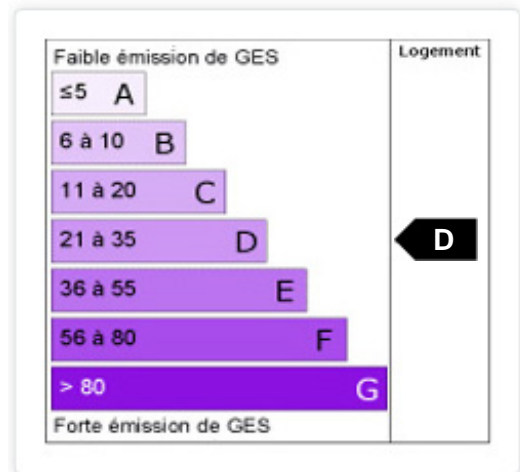 Faible émission de GES
Logement
≤5 A
6 à 10 B
11 à 20 C
21 à 35 D
D
36 à 55 E
56 à 80 F
> 80 G
Forte émission de GES